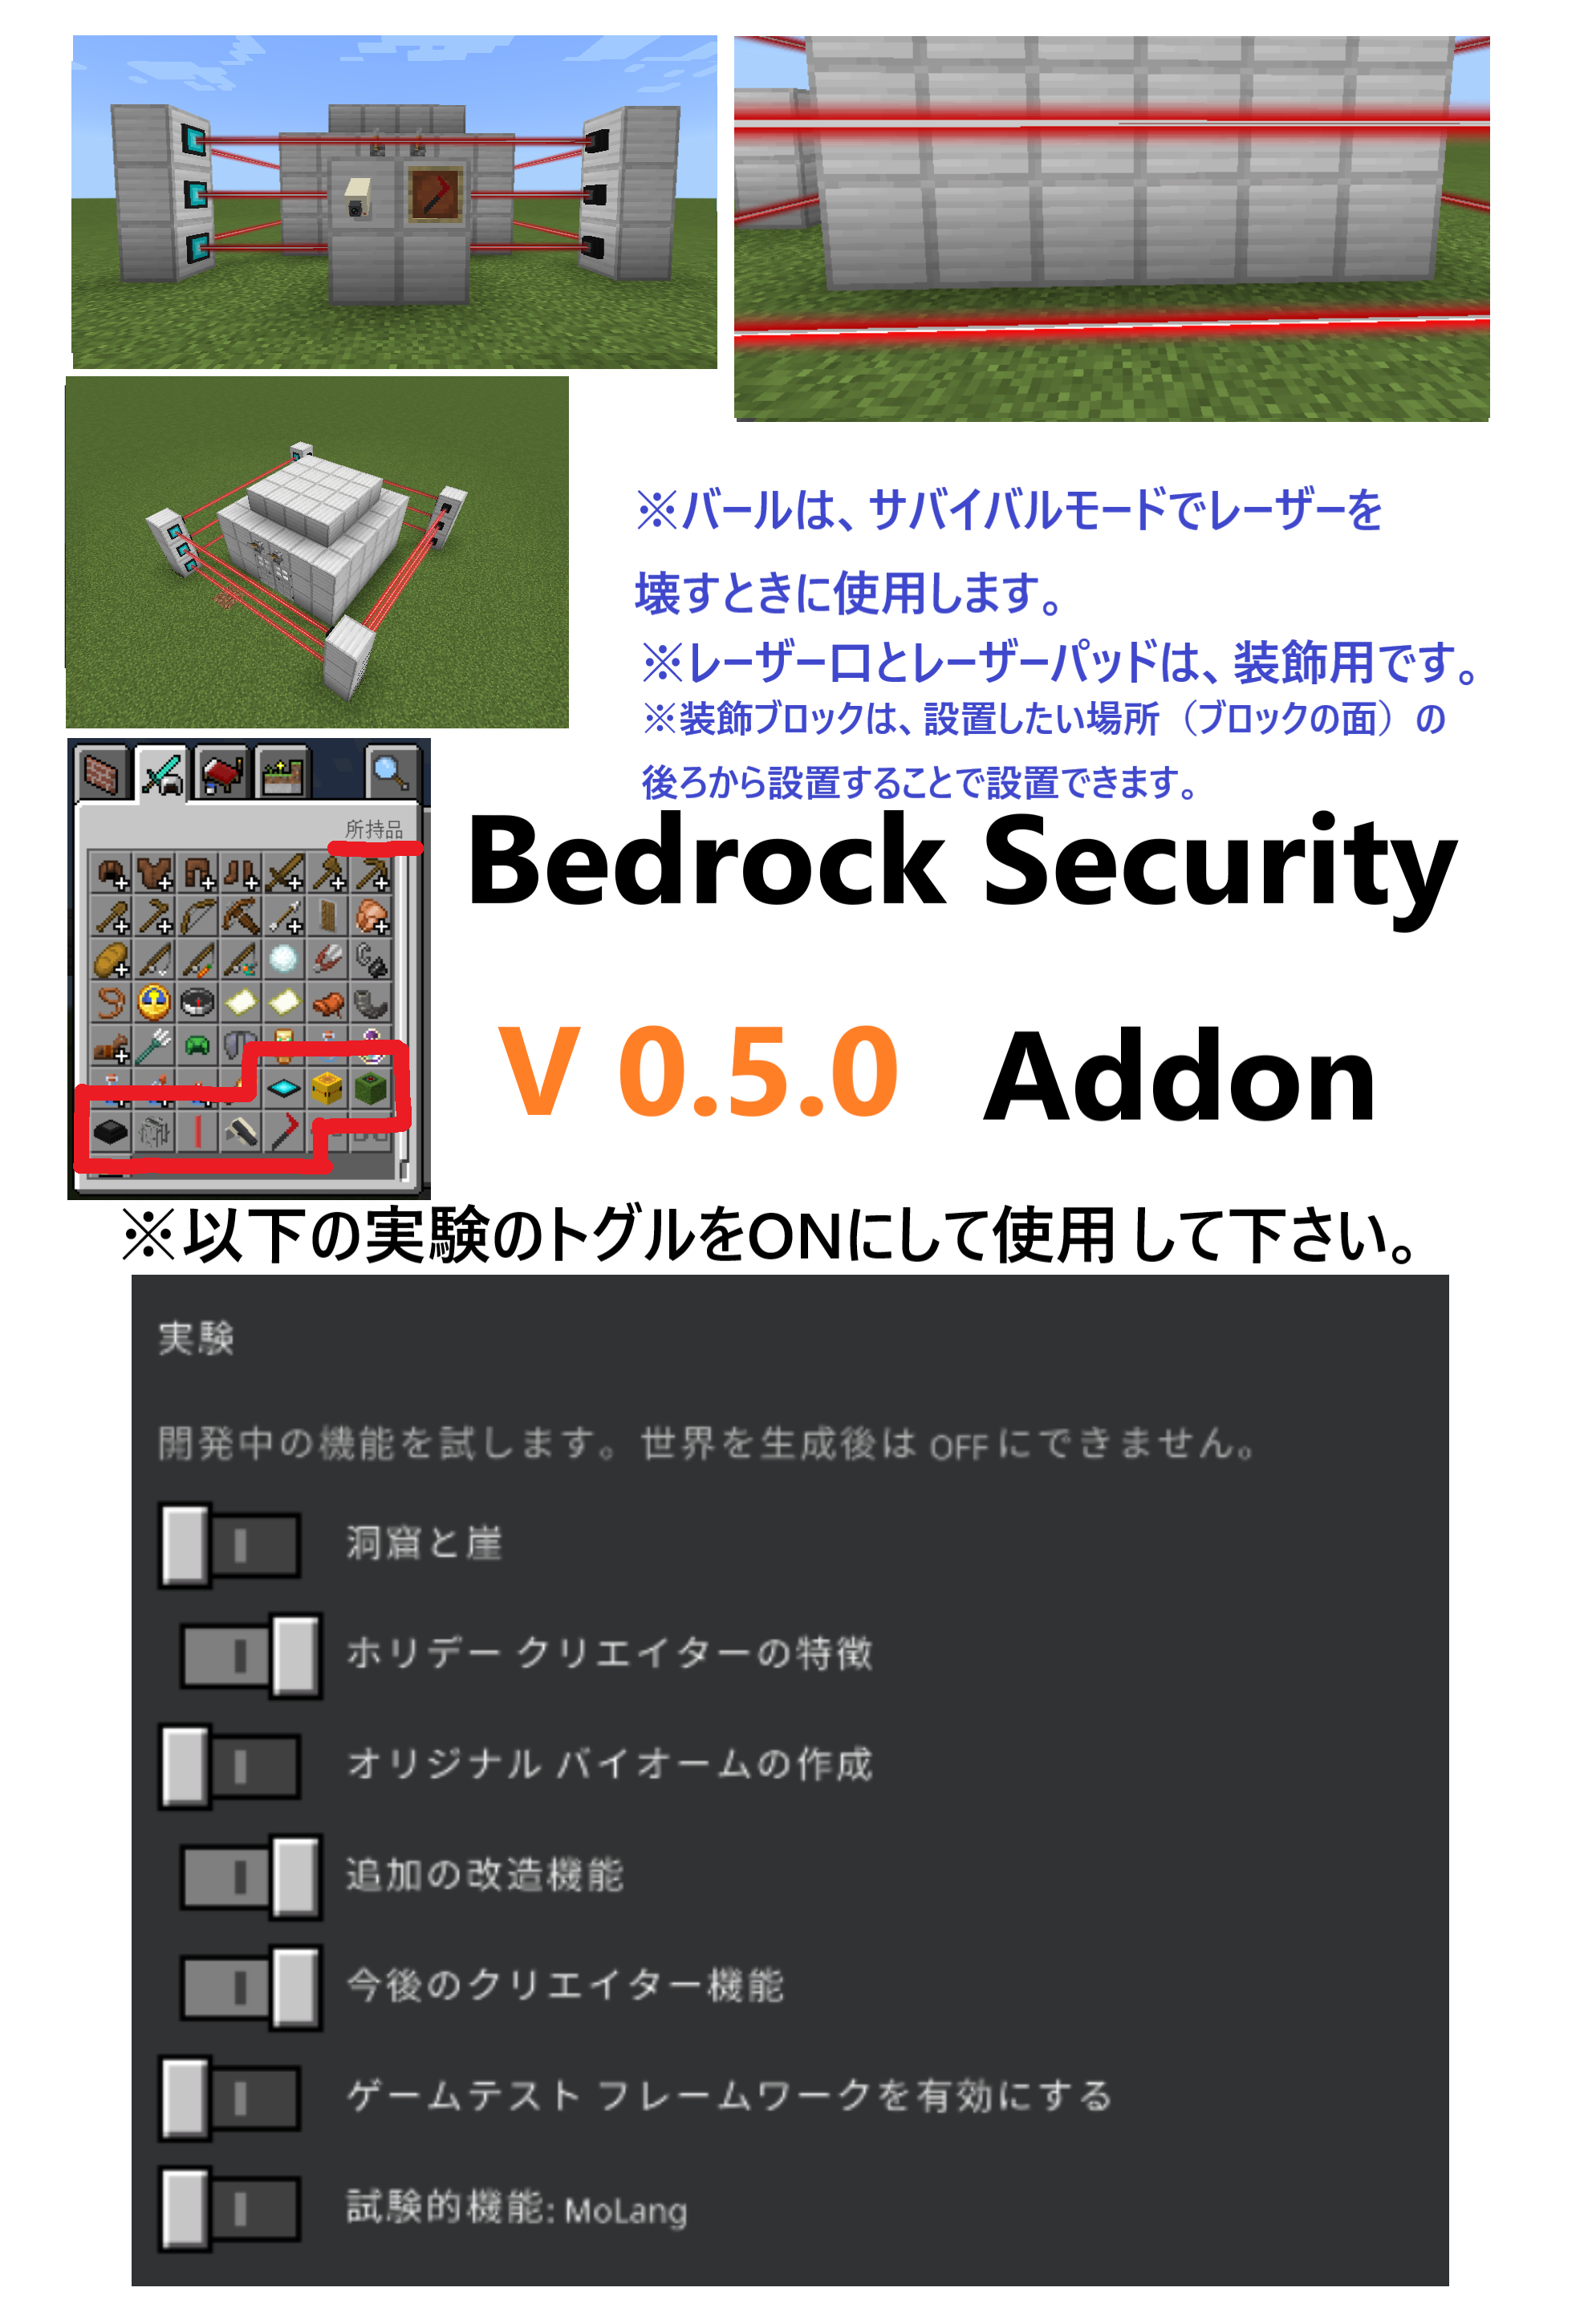 ※バールは、サバイバルモードでレーザーを
壊すときに使用します。
※レーザー口とレーザーパッドは、装飾用です。
※装飾ブロックは、設置したい場所（ブロックの面）の
後ろから設置することで設置できます。
所持品
Bedrock Security
V 0.5.0 Addon
※以下の実験のトグルをONにして使用して下さい。
実験
開発中の機能を試します。世界を生成後は OFF にできません。
洞窟と崖
ホリデー クリエイターの特徴
オリジナル バイオームの作成
追加の改造機能
今後のクリエイター機能
ゲームテスト フレームワークを有効にする
試験的機能: MoLang